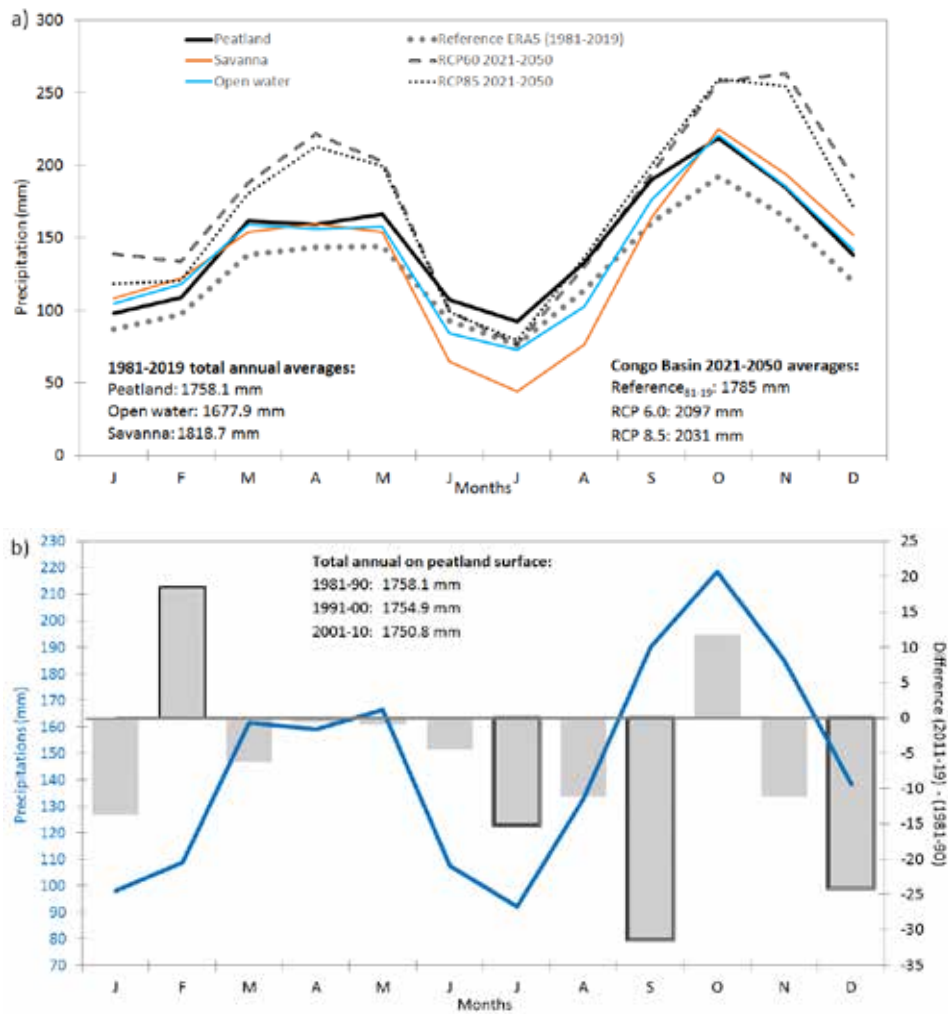 a)
300
250
200
150
100
50
0
Precipitation (mm)
Peatland
Savanna
Open water
Reference ERA5 (1981-2019)
RCP60 2021-2050
RCP85 2021-2050
1981-2019 total annual averages:
Peatland: 1758.1 mm
Open water: 1677.9 mm
Savanna: 1818.7 mm
Congo Basin 2021-2050 averages:
Reference81-19: 1785 mm
RCP 6.0: 2097 mm
RCP 8.5: 2031 mm
J F M A M J J A S O N D
Months
b)
230
220
210
200
190
180
170
160
150
140
130
120
110
100
90
80
70
Precipitations (mm)
Total annual on peatland surface:
1981-90: 1758.1 mm
1991-00: 1754.9 mm
2001-10: 1750.8 mm
25
20
15
10
5
0
-5
-10
-15
-20
-25
-30
-35
Difference (2011-19) - (1981-90)
J F M A M J J A S O N D
Months